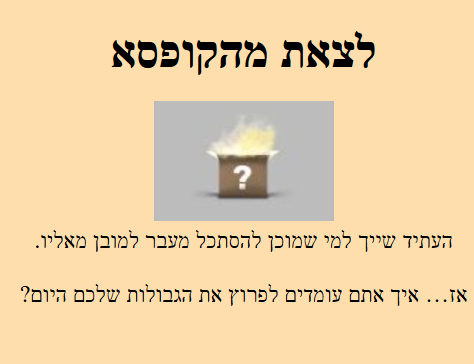 לצאת מהקופסא
?
העתיד שייך למי שמוכן להסתכל מעבר למובן מאליו.
אז... איך אתם עומדים לפרוץ את הגבולות שלכם היום?